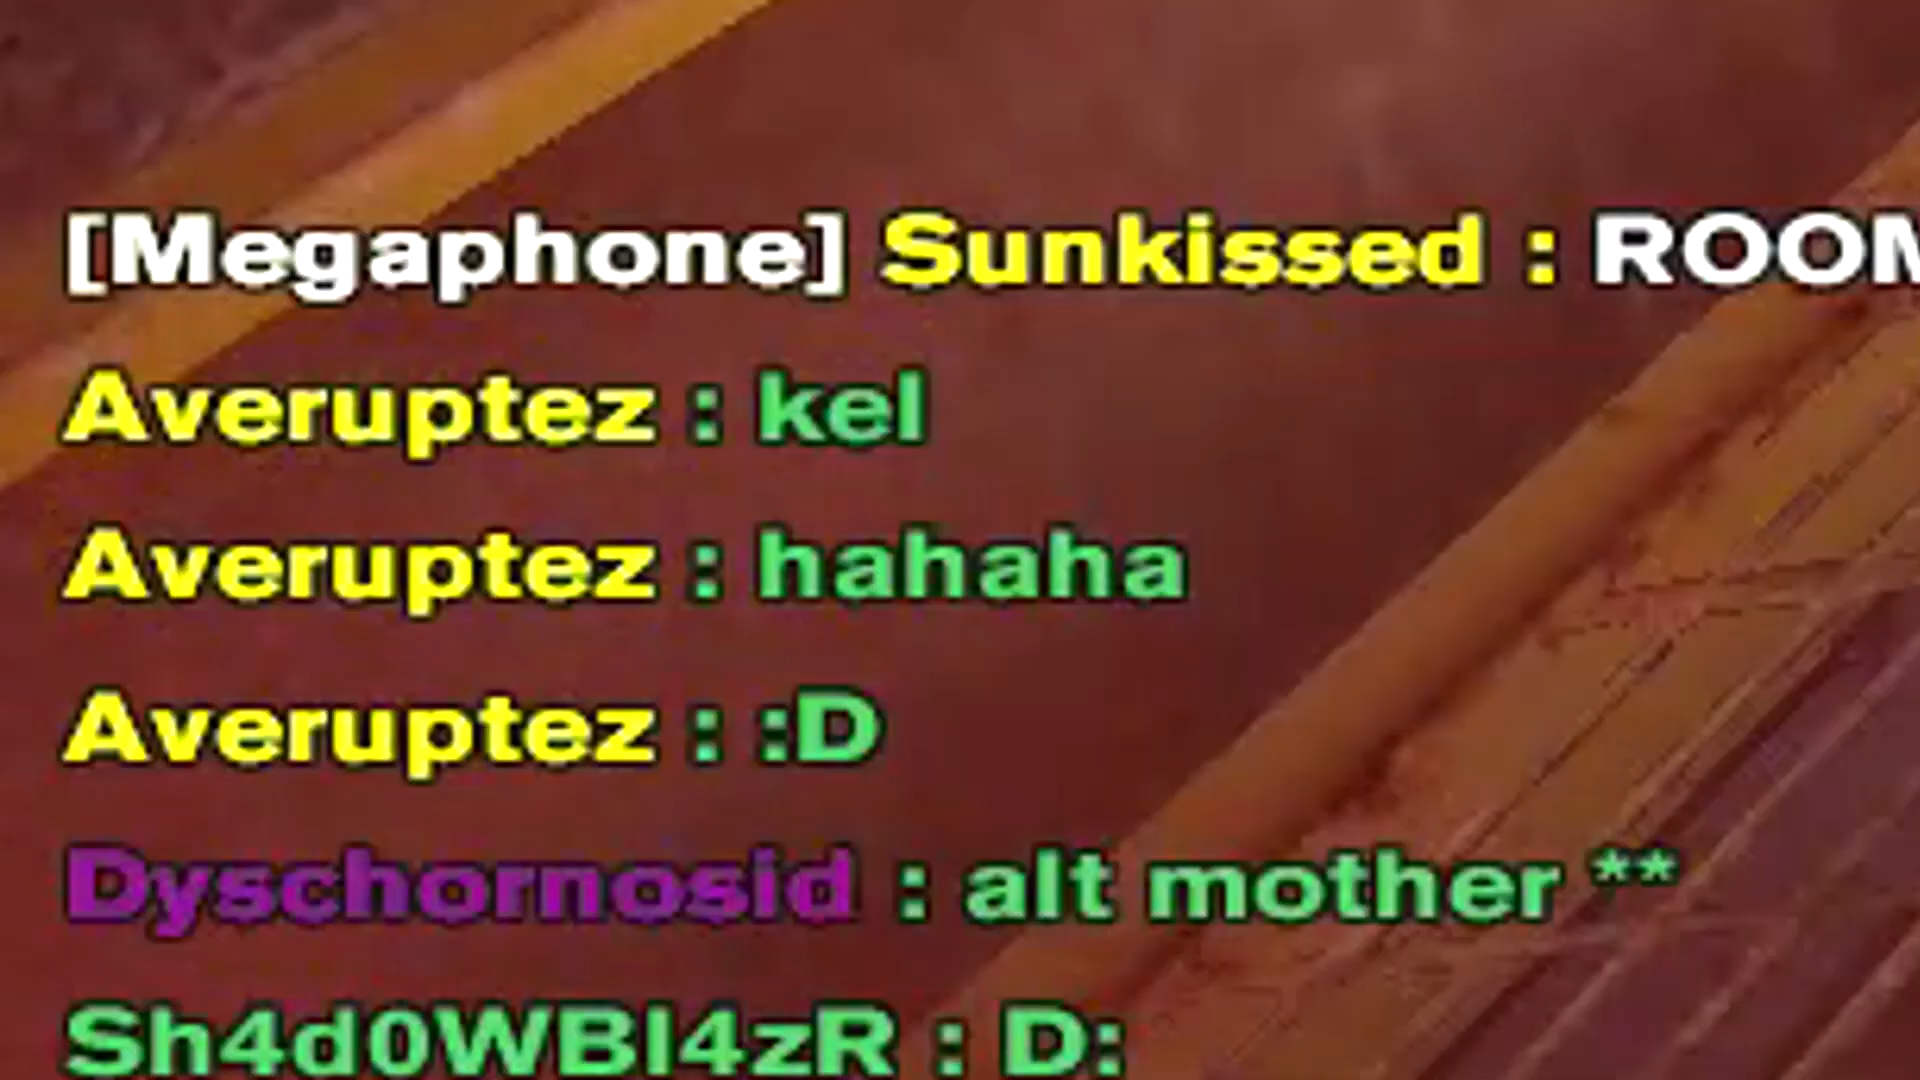 [Megaphone] Sunkissed : ROOM
Averuptez : kel
Averuptez : hahaha
Averuptez : :D
Dyschornosid : alt mother **
Sh4d0WBl4zR : D: